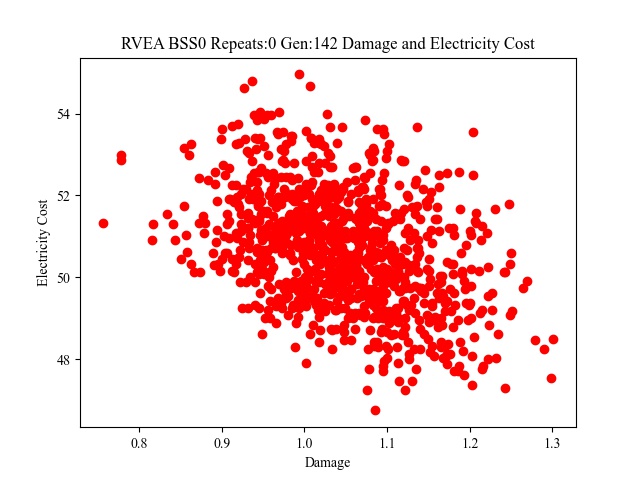 RVEA BSS0 Repeats:0 Gen:142 Damage and Electricity Cost
54
52
50
48
Electricity Cost
0.8 0.9 1.0 1.1 1.2 1.3
Damage